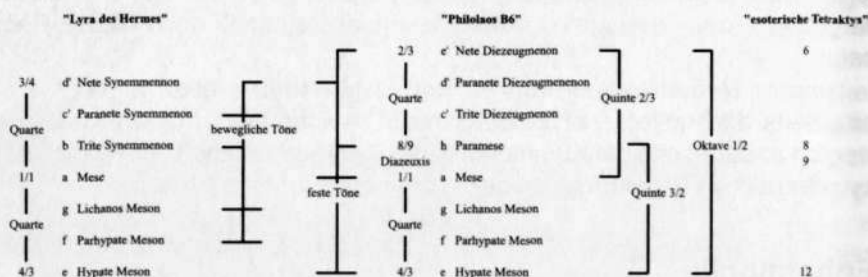 "Lyra des Hermes" "Philolaos B6" "esoterische Tetraktys"
2/3 e' Nete Diezeugnenon 6
3/4 d' Nete Synemmennon d' Paranete Diezeugmenenon
Quinte 2/3
c' Paranete Synemmenon Quarte c' Trite Diezeugnenon
Quarte bewegliche Töne
b Trite Synemmenon 8/9 h Paramese Oktave 1/2 8
Diazeuxis 9
1/1 a Mese 1/1 a Mese
feste Töne Quinte 3/2
g Lichanos Meson g Lichanos Meson
Quarte Quarte
f Parhypate Meson f Parhypate Meson
4/3 e Hypate Meson 4/3 e Hypate Meson 12